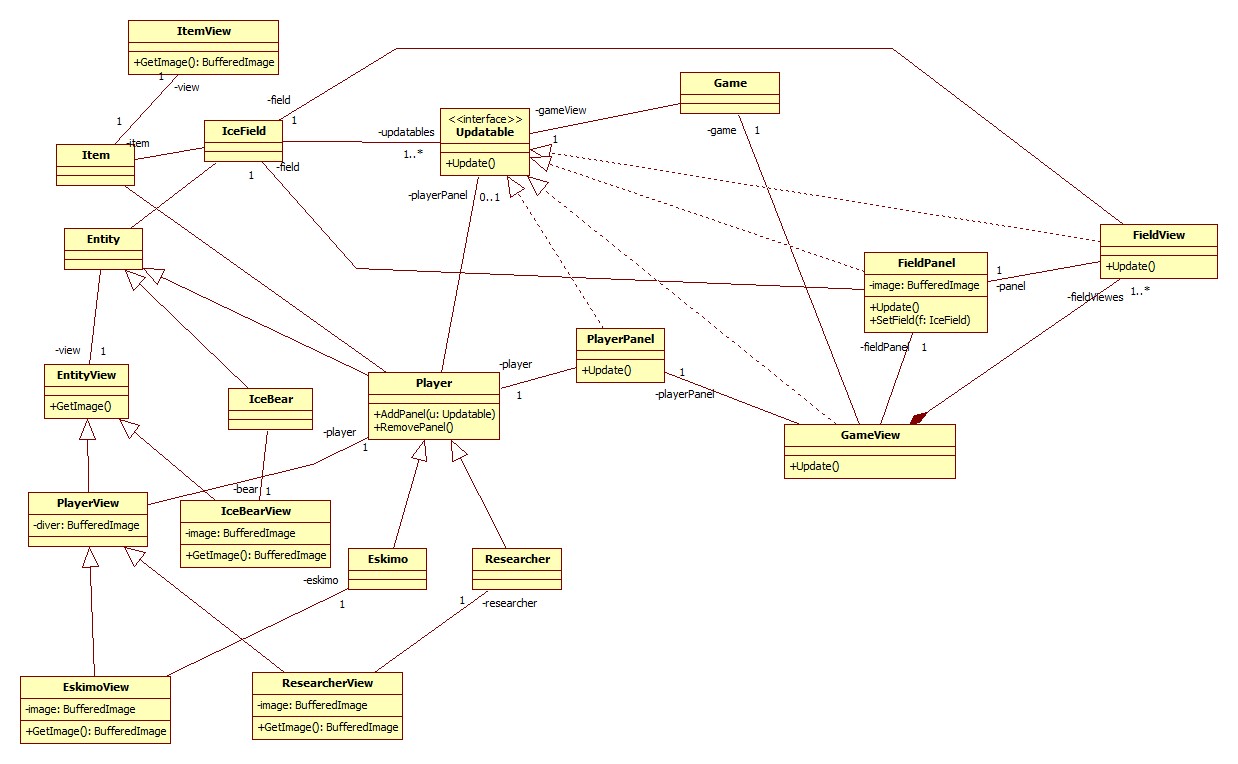 ItemView
+GetImage(): BufferedImage
1
-view
1
-item
Item
-field
1
IceField
-field
1
-updatables
1..*
<<interface>>
Updatable
+Update()
-gameView
1
Game
-game
1
-playerPanel
0..1
Entity
FieldView
+Update()
FieldPanel
-image: BufferedImage
+Update()
+SetField(f: IceField)
1
-panel
-fieldViewes
1..*
-fieldPanel
1
PlayerPanel
+Update()
-view
1
EntityView
+GetImage()
IceBear
Player
+AddPanel(u: Updatable)
+RemovePanel()
-player
1
1
-playerPanel
GameView
+Update()
-player
1
-bear
1
PlayerView
-diver: BufferedImage
IceBearView
-image: BufferedImage
+GetImage(): BufferedImage
Eskimo
Researcher
-eskimo
1
1
-researcher
EskimoView
-image: BufferedImage
+GetImage(): BufferedImage
ResearcherView
-image: BufferedImage
+GetImage(): BufferedImage